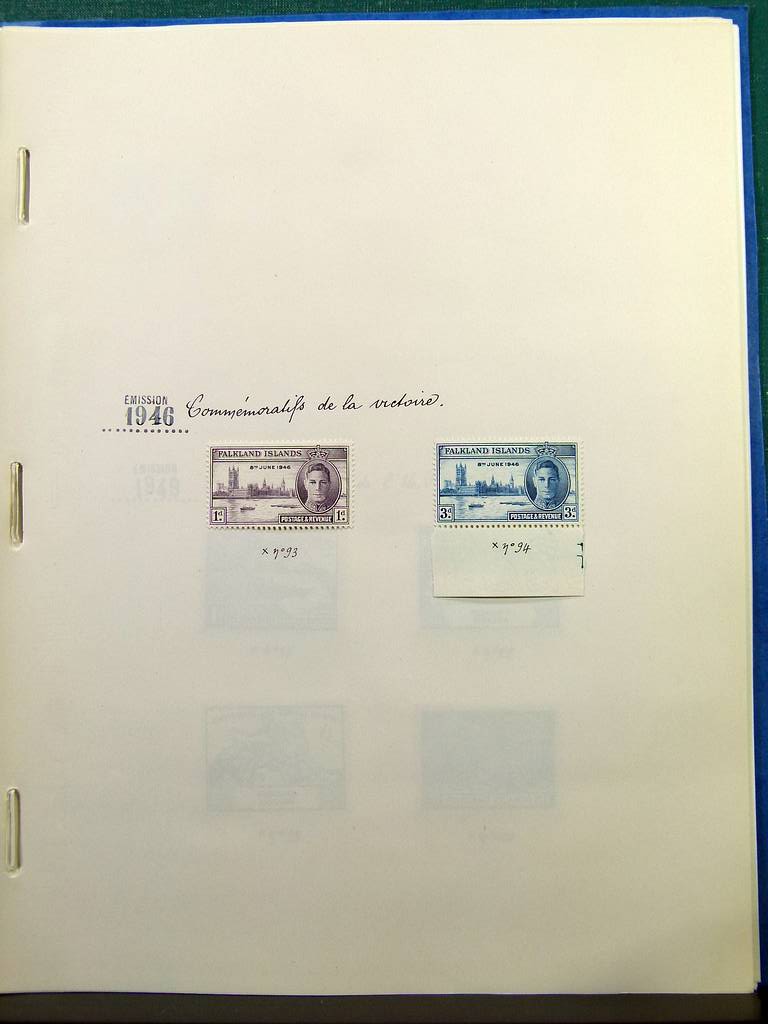 EMISSION
1946 Commémoratifs de la victoire.
FALKLAND ISLANDS
8TH JUNE 1946
1d POSTAGE & REVENUE 1d
x n° 93
FALKLAND ISLANDS
8TH JUNE 1946
3d POSTAGE & REVENUE 3d
x n° 94